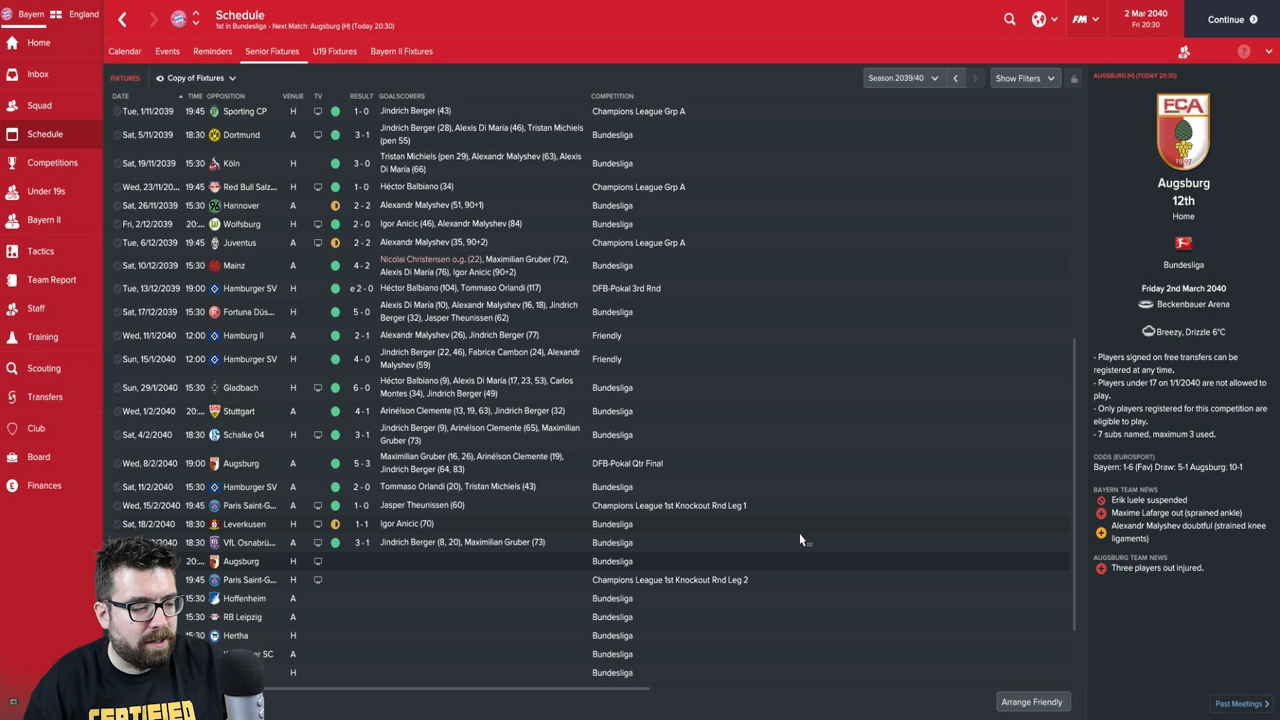 Bayern England
Schedule
1st in Bundesliga - Next Match: Augsburg (H) (Today 20:30)
FM
2 Mar 2040
Fri 20:30
Continue
Home
Inbox
Squad
Schedule
Competitions
Under 19s
Bayern II
Tactics
Team Report
Staff
Training
Scouting
Transfers
Club
Board
Finances
Calendar Events Reminders Senior Fixtures U19 Fixtures Bayern II Fixtures
FIXTURES Copy of Fixtures Season 2039/40 Show Filters
DATE TIME OPPOSITION VENUE TV RESULT GOALSCORERS COMPETITION
Tue, 1/11/2039 19:45 Sporting CP H 1 - 0 Jindrich Berger (43) Champions League Grp A
Sat, 5/11/2039 18:30 Dortmund A 3 - 1 Jindrich Berger (28), Alexis Di María (46), Tristan Michiels
(pen 55) Bundesliga
Sat, 19/11/2039 15:30 Köln H 3 - 0 Tristan Michiels (pen 29), Alexandr Malyshev (63), Alexis
Di María (66) Bundesliga
Wed, 23/11/20... 19:45 Red Bull Salz... H 1 - 0 Héctor Balbiano (34) Champions League Grp A
Sat, 26/11/2039 15:30 Hannover A 2 - 2 Alexandr Malyshev (51, 90+1) Bundesliga
Fri, 2/12/2039 20:... Wolfsburg H 2 - 0 Igor Anicic (46), Alexandr Malyshev (84) Bundesliga
Tue, 6/12/2039 19:45 Juventus A 2 - 2 Alexandr Malyshev (35, 90+2) Champions League Grp A
Sat, 10/12/2039 15:30 Mainz A 4 - 2 Nicolai Christensen o.g. (22), Maximilian Gruber (72),
Alexis Di María (76), Igor Anicic (90+2) Bundesliga
Tue, 13/12/2039 19:00 Hamburger SV H e 2 - 0 Héctor Balbiano (104), Tommaso Orlandi (117) DFB-Pokal 3rd Rnd
Sat, 17/12/2039 15:30 Fortuna Düs... H 5 - 0 Alexis Di María (10), Alexandr Malyshev (16, 18), Jindrich
Berger (32), Jasper Theunissen (62) Bundesliga
Wed, 11/1/2040 12:00 Hamburg II A 2 - 1 Alexandr Malyshev (26), Jindrich Berger (77) Friendly
Sun, 15/1/2040 12:00 Hamburger SV A 4 - 0 Jindrich Berger (22, 46), Fabrice Cambon (24), Alexandr
Malyshev (59) Friendly
Sun, 29/1/2040 15:30 Gladbach H 6 - 0 Héctor Balbiano (9), Alexis Di María (17, 23, 53), Carlos
Montes (34), Jindrich Berger (49) Bundesliga
Wed, 1/2/2040 20:... Stuttgart A 4 - 1 Arinélson Clemente (13, 19, 63), Jindrich Berger (32) Bundesliga
Sat, 4/2/2040 18:30 Schalke 04 H 3 - 1 Jindrich Berger (9), Arinélson Clemente (65), Maximilian
Gruber (73) Bundesliga
Wed, 8/2/2040 19:00 Augsburg A 5 - 3 Maximilian Gruber (16, 26), Arinélson Clemente (19),
Jindrich Berger (64, 83) DFB-Pokal Qtr Final
Sat, 11/2/2040 15:30 Hamburger SV A 2 - 0 Tommaso Orlandi (20), Tristan Michiels (43) Bundesliga
Wed, 15/2/2040 19:45 Paris Saint-G... A 1 - 0 Jasper Theunissen (60) Champions League 1st Knockout Rnd Leg 1
Sat, 18/2/2040 18:30 Leverkusen H 1 - 1 Igor Anicic (70) Bundesliga
/2/2040 18:30 VfL Osnabrü... A 3 - 1 Jindrich Berger (8, 20), Maximilian Gruber (73) Bundesliga
20:... Augsburg H Bundesliga
19:45 Paris Saint-G... H Champions League 1st Knockout Rnd Leg 2
15:30 Hoffenheim A Bundesliga
15:30 RB Leipzig A Bundesliga
15:30 Hertha H Bundesliga
SC A Bundesliga
H Bundesliga
Arrange Friendly
AUGSBURG (H) (TODAY 20:30)
FCA
1907
Augsburg
12th
Home
Bundesliga
Friday 2nd March 2040
Beckenbauer Arena
Breezy, Drizzle 6°C
- Players signed on free transfers can be
registered at any time.
- Players under 17 on 1/1/2040 are not allowed to
play.
- Only players registered for this competition are
eligible to play.
- 7 subs named, maximum 3 used.
ODDS (EUROSPORT)
Bayern: 1-6 (Fav) Draw: 5-1 Augsburg: 10-1
BAYERN TEAM NEWS
Erik Iuele suspended
Maxime Lafarge out (sprained ankle)
Alexandr Malyshev doubtful (strained knee
ligaments)
AUGSBURG TEAM NEWS
Three players out injured.
Past Meetings >
CERTIFIED